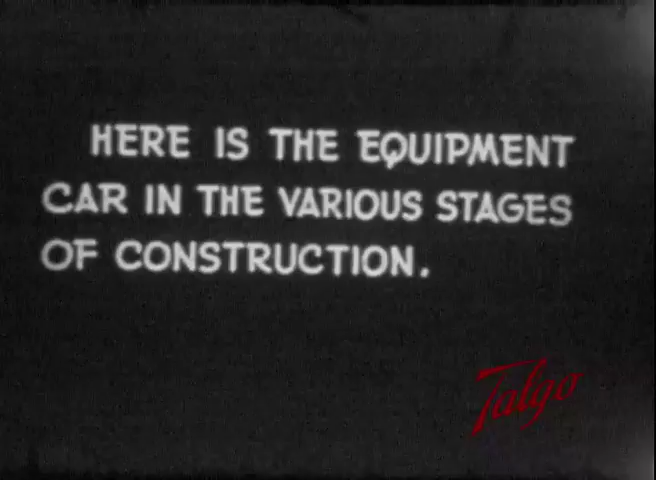 HERE IS THE EQUIPMENT
CAR IN THE VARIOUS STAGES
OF CONSTRUCTION.
Talgo